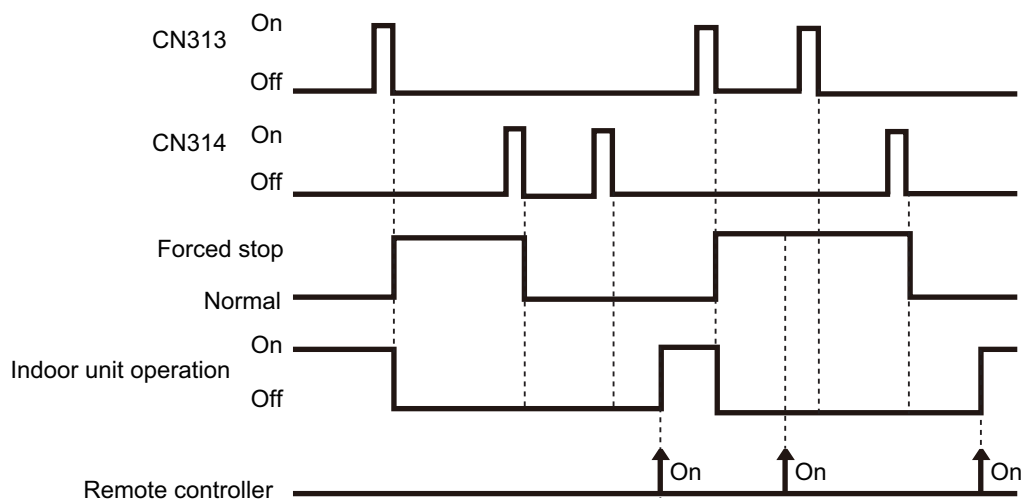 On
CN313
Off
On
CN314
Off
Forced stop
Normal
On
Indoor unit operation
Off
On
On
On
Remote controller